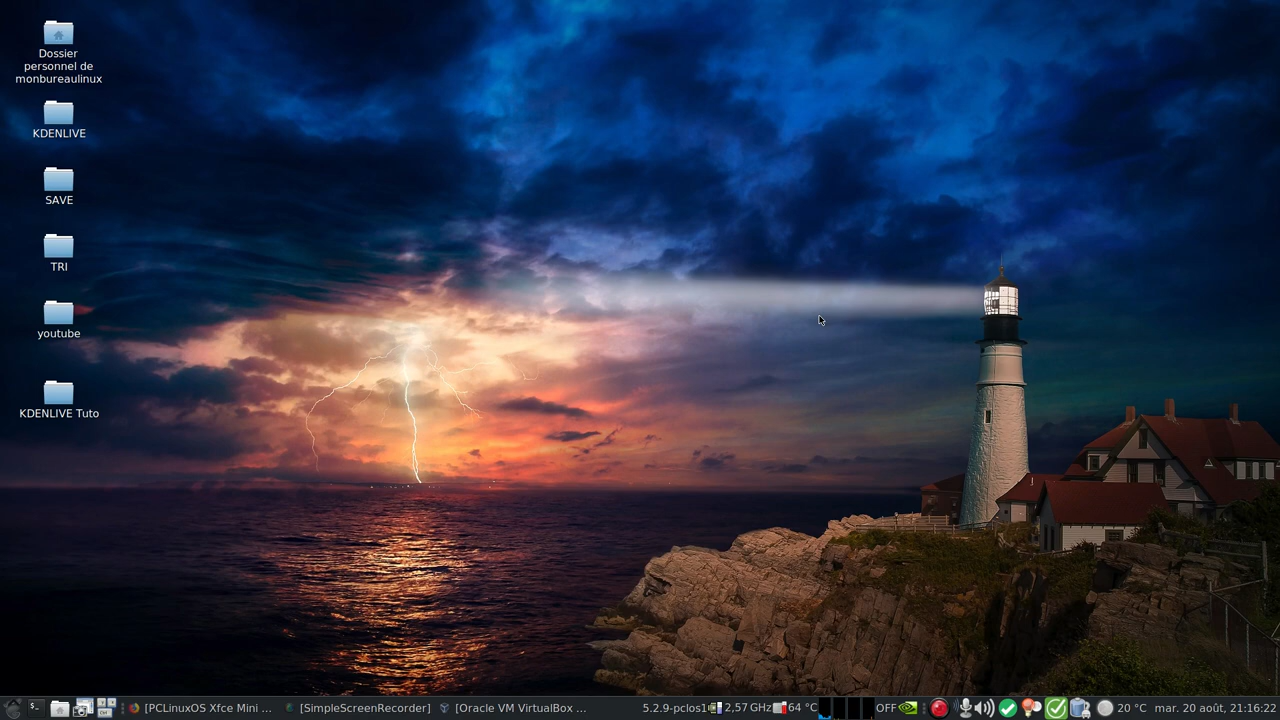 Dossier
personnel de
monbureaulinux
KDENLIVE
SAVE
TRI
youtube
KDENLIVE Tuto
[PCLinuxOS Xfce Mini ... [SimpleScreenRecorder] [Oracle VM VirtualBox ... 5.2.9-pclos1 2,57 GHz 64 °C OFF 20 °C mar. 20 août, 21:16:22